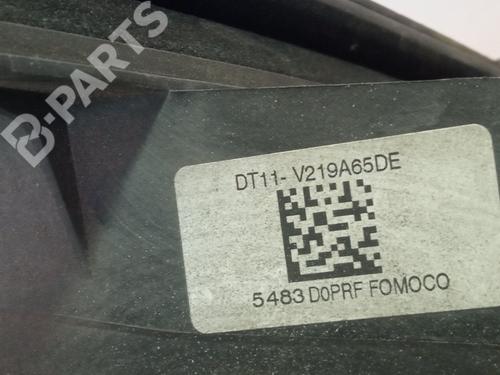 B-PARTS
DT11- V219A65DE
5483 D0PRF FOMOCO